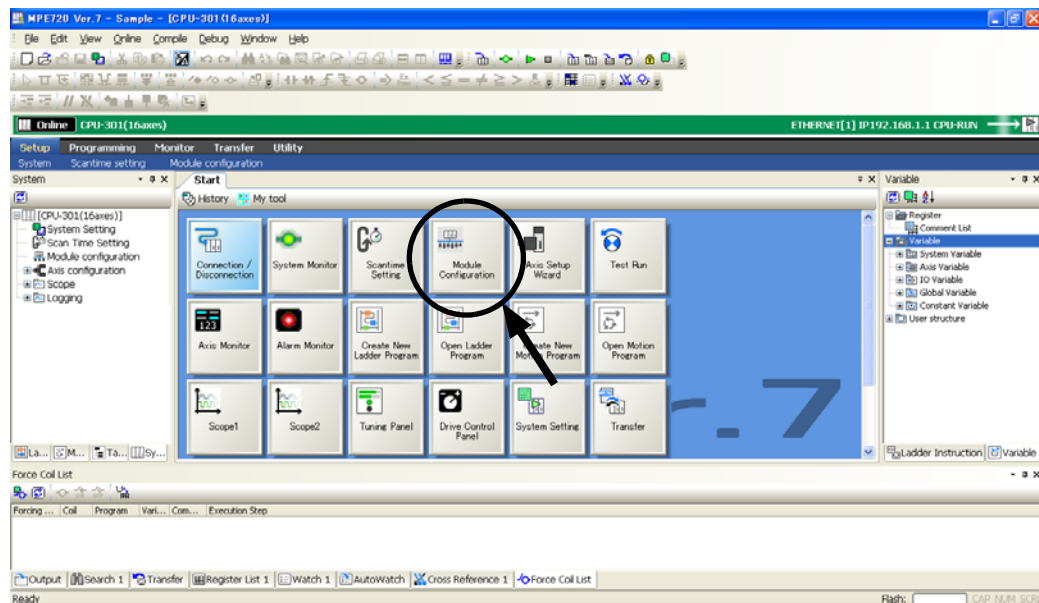 MPE720 Ver.7 - Sample - [CPU-301(16axes)]
File Edit View Online Compile Debug Window Help
Online CPU-301(16axes) ETHERNET[1] IP192.168.1.1 CPU-RUN
Setup Programming Monitor Transfer Utility
System Scantime setting Module configuration
System
[CPU-301(16axes)]
System Setting
Scan Time Setting
Module configuration
Axis configuration
Scope
Logging
La... M... Ta... Sy...
Start
History My tool
Connection / Disconnection
System Monitor
Scantime Setting
Module Configuration
Axis Setup Wizard
Test Run
Axis Monitor
Alarm Monitor
Create New Ladder Program
Open Ladder Program
Create New Motion Program
Open Motion Program
Scope1
Scope2
Tuning Panel
Drive Control Panel
System Setting
Transfer
r.7
Variable
Register
Comment List
Variable
System Variable
Axis Variable
IO Variable
Global Variable
Constant Variable
User structure
Ladder Instruction Variable
Force Coil List
Forcing ... Coil Program Vari... Com... Execution Step
Output Search 1 Transfer Register List 1 Watch 1 AutoWatch Cross Reference 1 Force Coil List
Ready Flash: CAP NUM SCRL